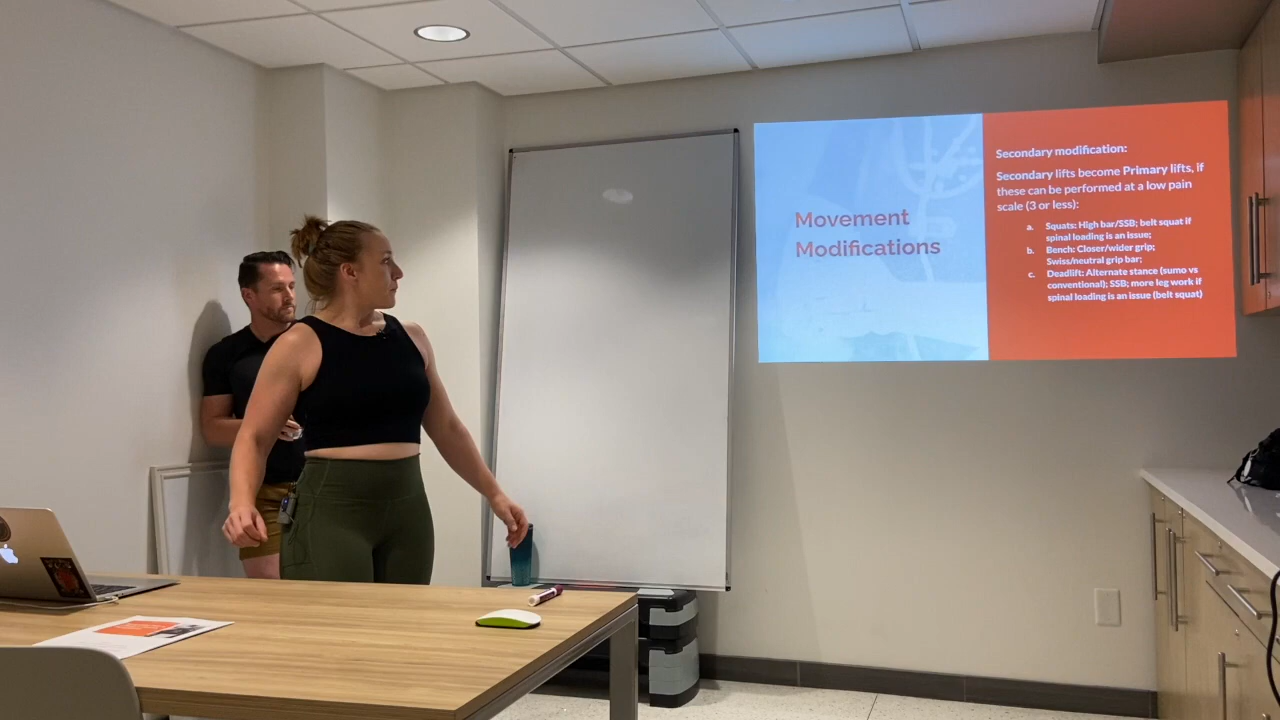 Movement
Modifications
Secondary modification:
Secondary lifts become Primary lifts, if
these can be performed at a low pain
scale (3 or less):
a. Squats: High bar/SSB; belt squat if
spinal loading is an issue;
b. Bench: Closer/wider grip;
Swiss/neutral grip bar;
c. Deadlift: Alternate stance (sumo vs
conventional); SSB; more leg work if
spinal loading is an issue (belt squat)